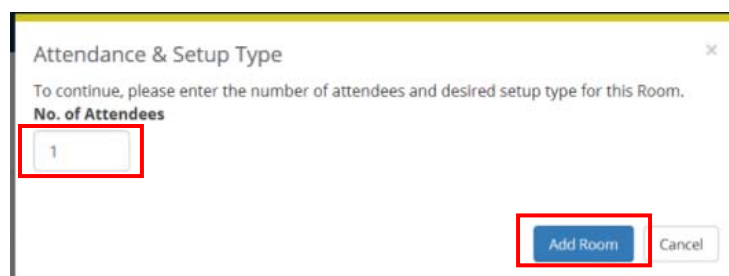 Attendance & Setup Type ×
To continue, please enter the number of attendees and desired setup type for this Room.
No. of Attendees
1
Add Room Cancel